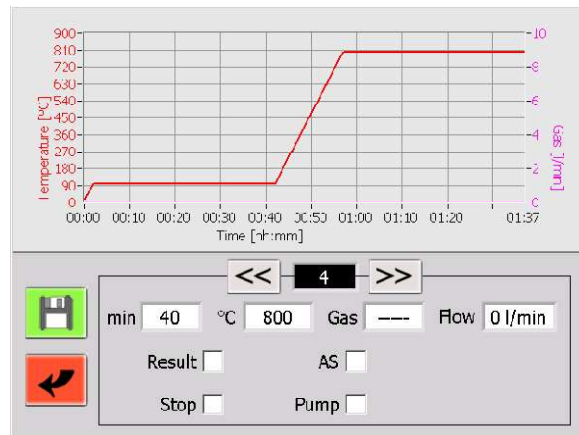 900
810
720
630
540
450
360
270
180
90
0
Temperature [°C]
10
8
6
4
2
0
Gas [l/min]
00:00 00:10 00:20 00:30 00:40 00:50 01:00 01:10 01:20 01:37
Time [hh:mm]
<< 4 >>
min 40 °C 800 Gas ---- Flow 0 l/min
Result AS
Stop Pump